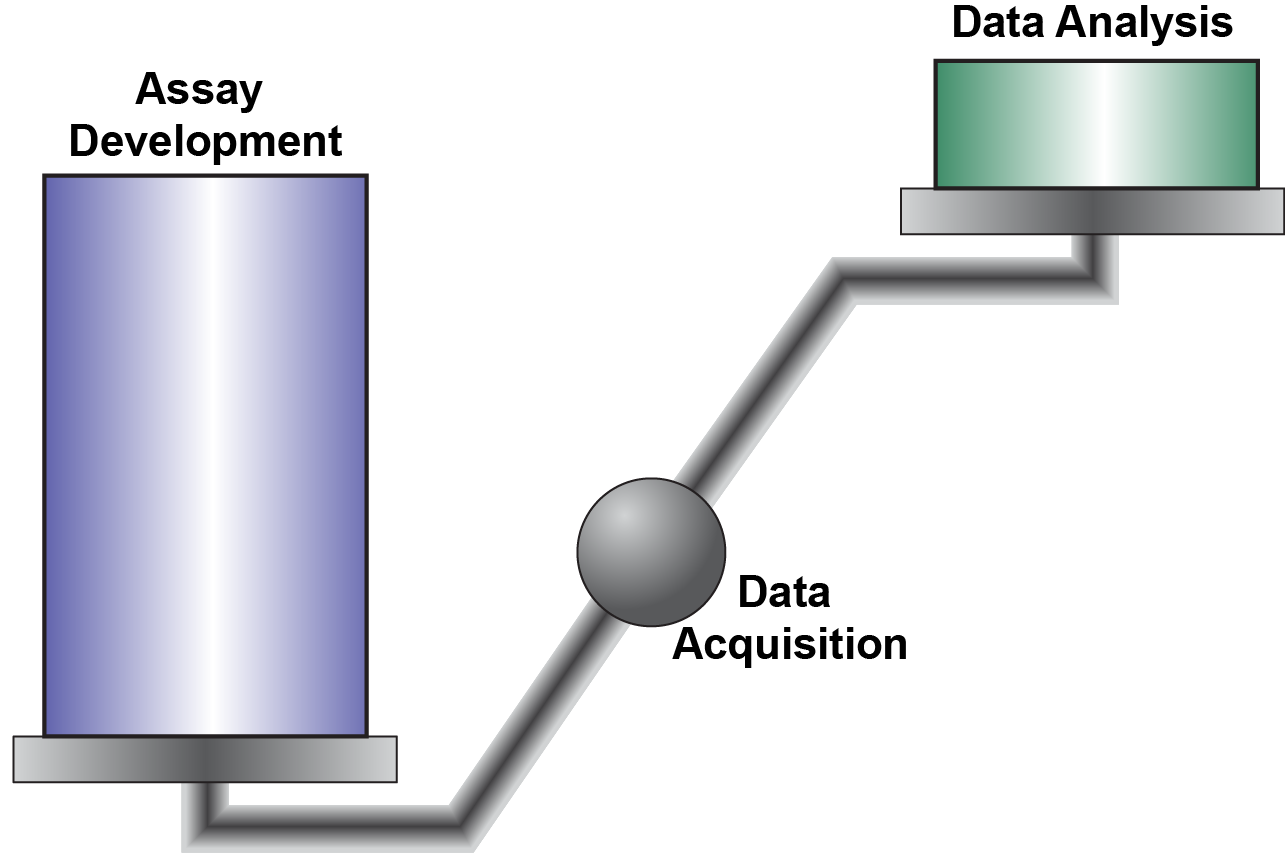 Assay
Development
Data Analysis
Data
Acquisition